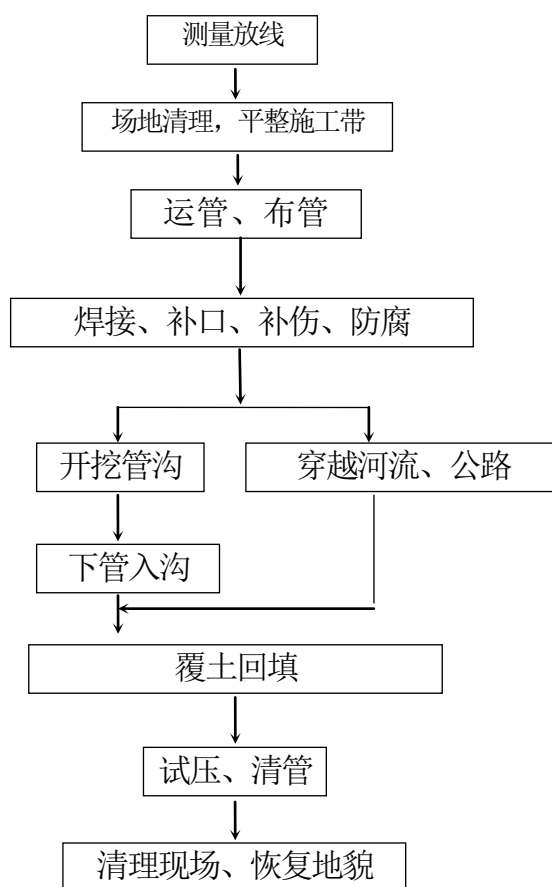 测量放线
场地清理，平整施工带
运管、布管
焊接、补口、补伤、防腐
开挖管沟
穿越河流、公路
下管入沟
覆土回填
试压、清管
清理现场、恢复地貌